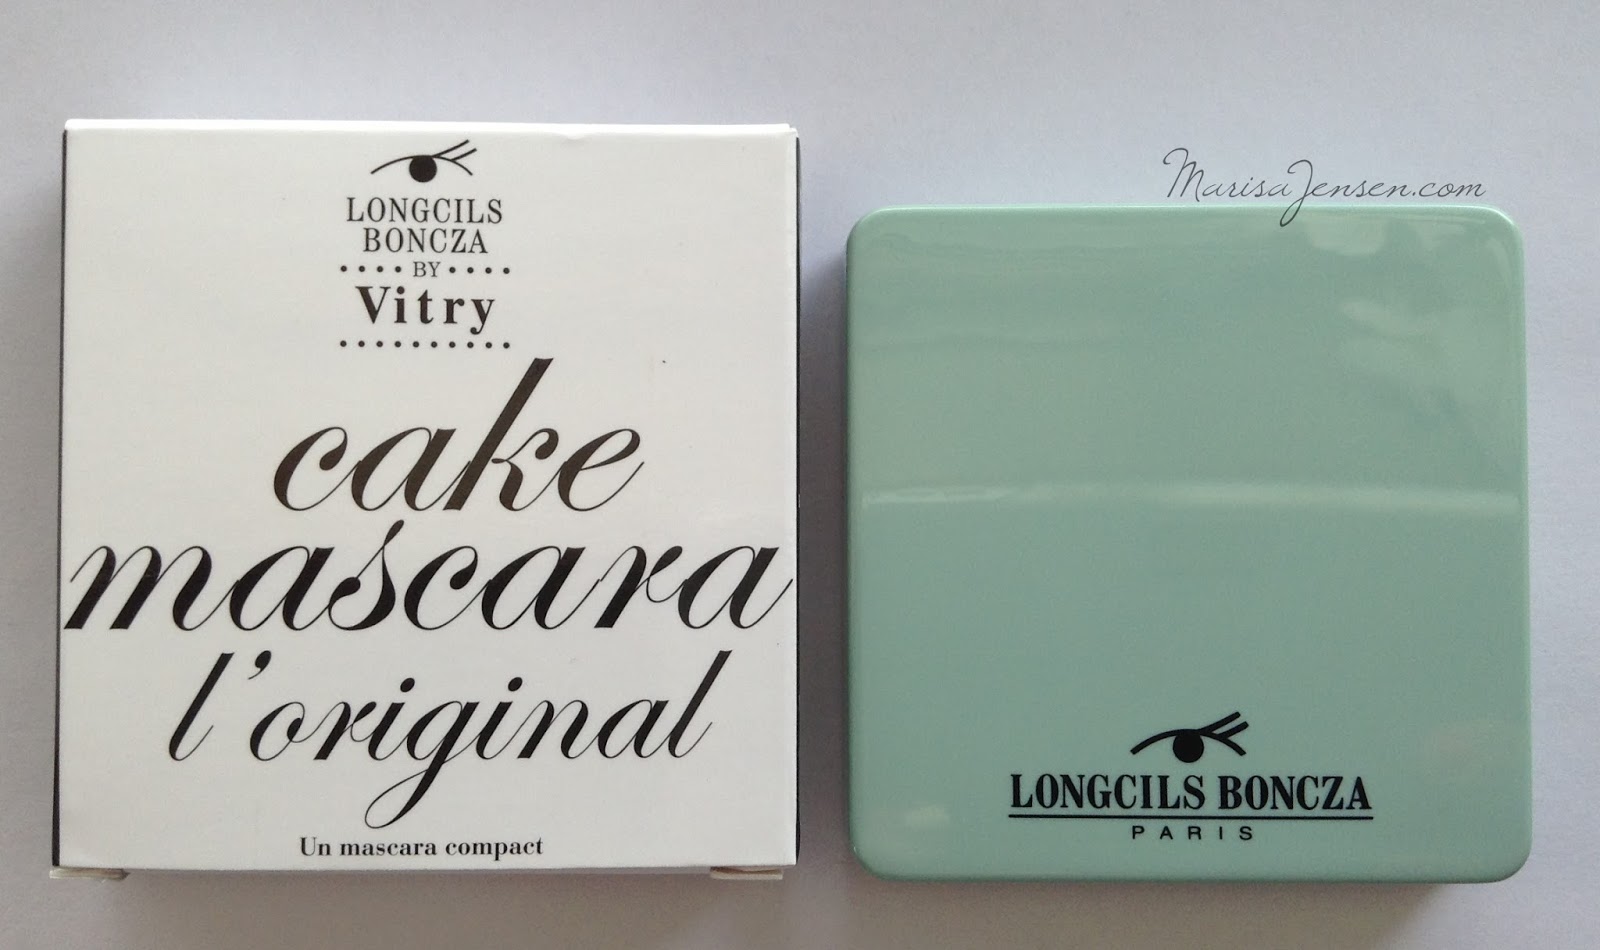 LONGCILS
BONCZA
BY
Vitry
cake
mascara
l'original
Un mascara compact
MarisaJensen.com
LONGCILS BONCZA
PARIS